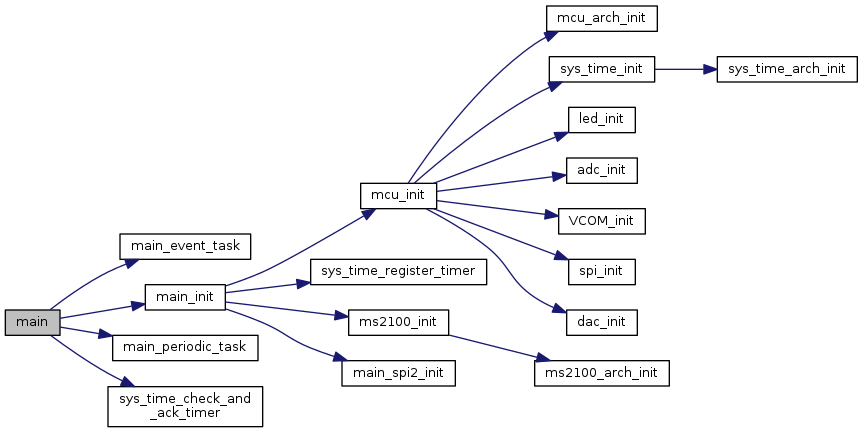 mcu_arch_init
sys_time_init
sys_time_arch_init
led_init
adc_init
mcu_init
VCOM_init
main_event_task
sys_time_register_timer
spi_init
main_init
main
ms2100_init
dac_init
main_periodic_task
main_spi2_init
ms2100_arch_init
sys_time_check_and
_ack_timer